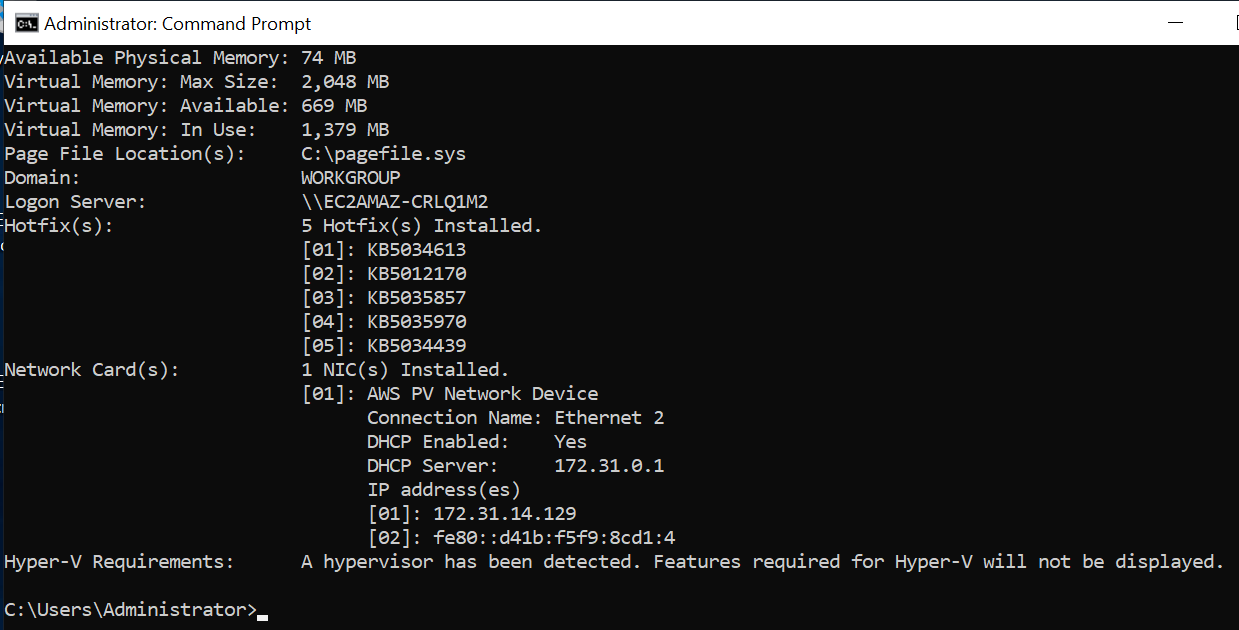 Administrator: Command Prompt
Available Physical Memory: 74 MB
Virtual Memory: Max Size:  2,048 MB
Virtual Memory: Available: 669 MB
Virtual Memory: In Use:    1,379 MB
Page File Location(s):     C:\pagefile.sys
Domain:                    WORKGROUP
Logon Server:              \\EC2AMAZ-CRLQ1M2
Hotfix(s):                 5 Hotfix(s) Installed.
                           [01]: KB5034613
                           [02]: KB5012170
                           [03]: KB5035857
                           [04]: KB5035970
                           [05]: KB5034439
Network Card(s):           1 NIC(s) Installed.
                           [01]: AWS PV Network Device
                                 Connection Name: Ethernet 2
                                 DHCP Enabled:    Yes
                                 DHCP Server:     172.31.0.1
                                 IP address(es)
                                 [01]: 172.31.14.129
                                 [02]: fe80::d41b:f5f9:8cd1:4
Hyper-V Requirements:      A hypervisor has been detected. Features required for Hyper-V will not be displayed.
C:\Users\Administrator>